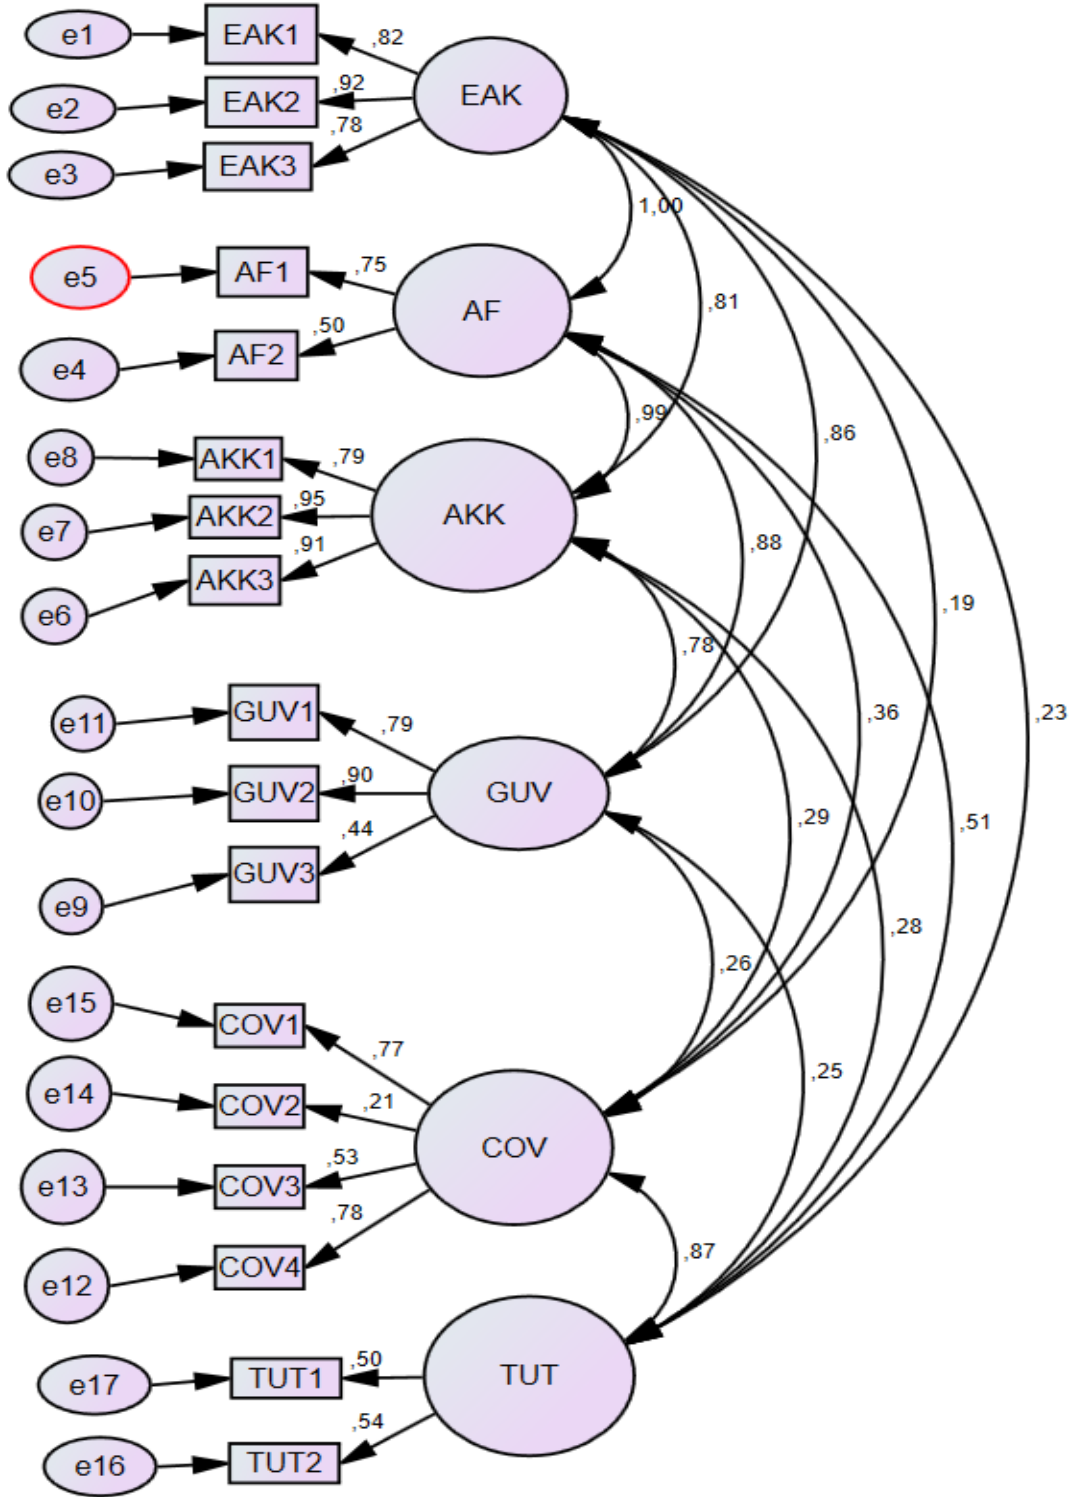 e1 EAK1 ,82
e2 EAK2 ,92 EAK
e3 EAK3 ,78
1,00
e5 AF1 ,75
AF ,81
e4 AF2 ,50
,99
,86
e8 AKK1 ,79
e7 AKK2 ,95 AKK
e6 AKK3 ,91
,88
,19
,78
e11 GUV1 ,79
,36 ,23
e10 GUV2 ,90 GUV
,29 ,51
e9 GUV3 ,44
,28
,26
e15 COV1 ,77
,25
e14 COV2 ,21
COV
e13 COV3 ,53
e12 COV4 ,78
,87
e17 TUT1 ,50
TUT
e16 TUT2 ,54